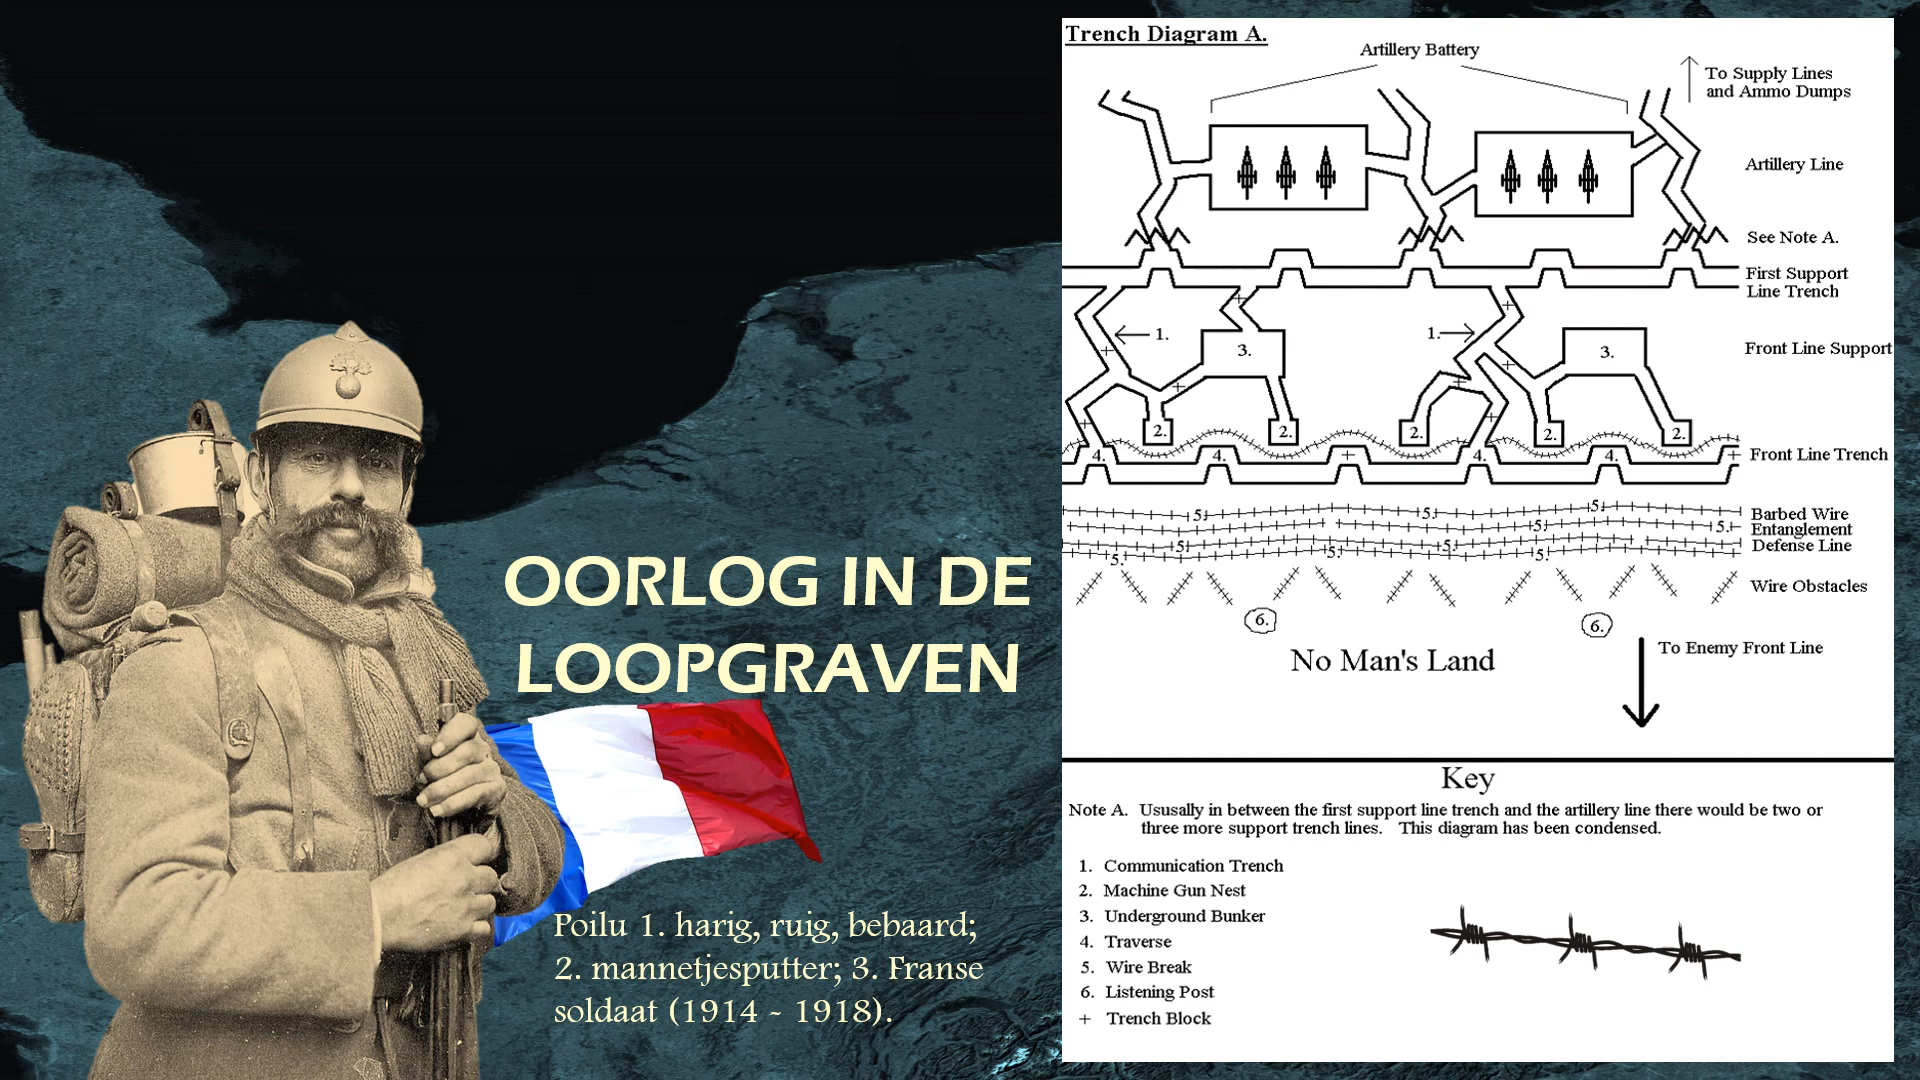 OORLOG IN DE
LOOPGRAVEN
Poilu 1. harig, ruig, bebaard;
2. mannetjesputter; 3. Franse
soldaat (1914 - 1918).
Trench Diagram A.
Artillery Battery
To Supply Lines
and Ammo Dumps
Artillery Line
See Note A.
First Support
Line Trench
1.
1.
3.
3.
Front Line Support
2.
2.
2.
2.
2.
4.
4.
4.
4.
Front Line Trench
5.
5.
5.
5.
5.
5.
5.
5.
5.
5.
Barbed Wire
Entanglement
Defense Line
Wire Obstacles
6.
6.
No Man's Land
To Enemy Front Line
Key
Note A. Ususally in between the first support line trench and the artillery line there would be two or
three more support trench lines. This diagram has been condensed.
1. Communication Trench
2. Machine Gun Nest
3. Underground Bunker
4. Traverse
5. Wire Break
6. Listening Post
+ Trench Block